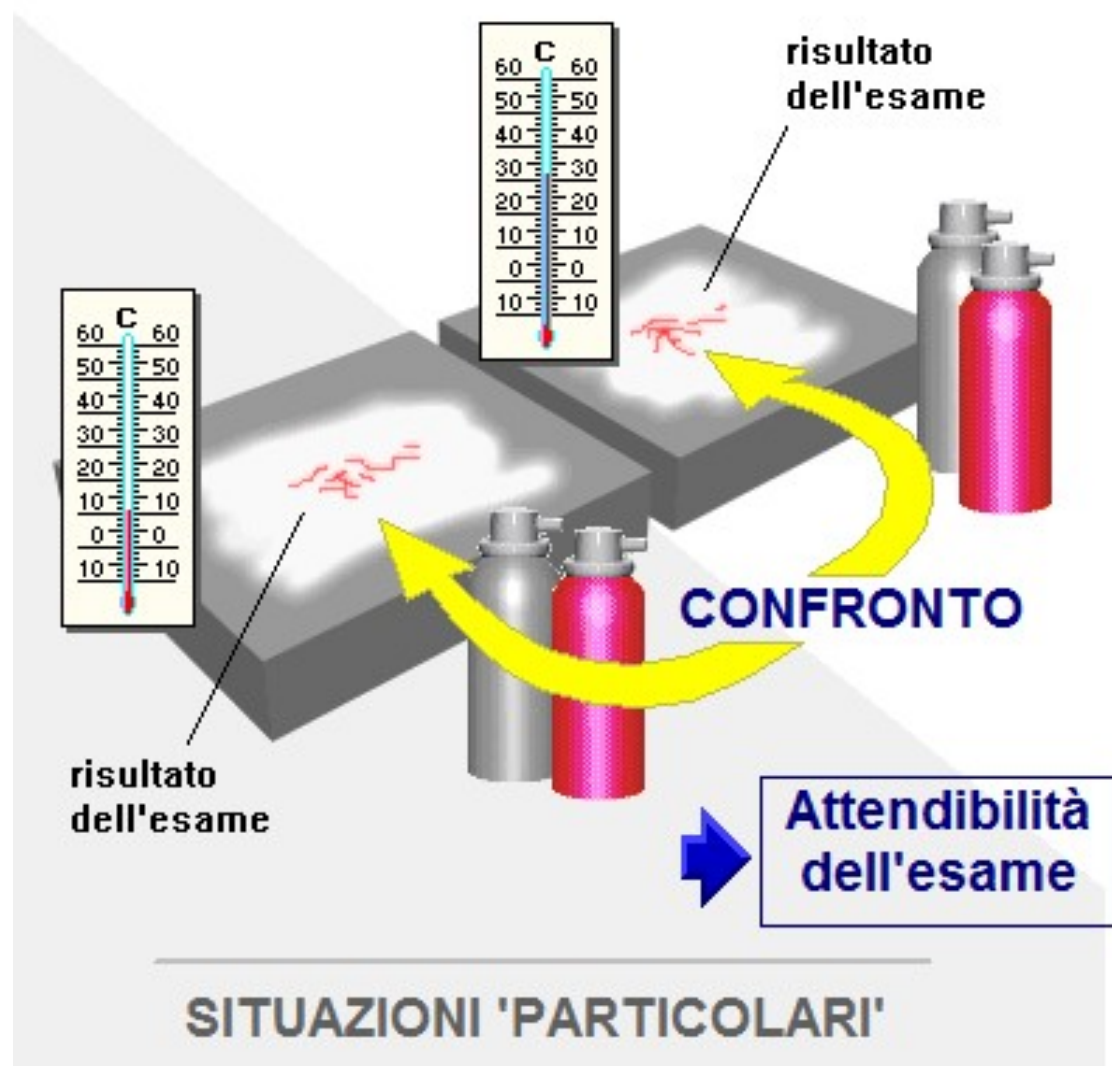 C
60 60
50 50
40 40
30 30
20 20
10 10
0 0
10 10
risultato
dell'esame
C
60 60
50 50
40 40
30 30
20 20
10 10
0 0
10 10
CONFRONTO
risultato
dell'esame
Attendibilità
dell'esame
SITUAZIONI 'PARTICOLARI'